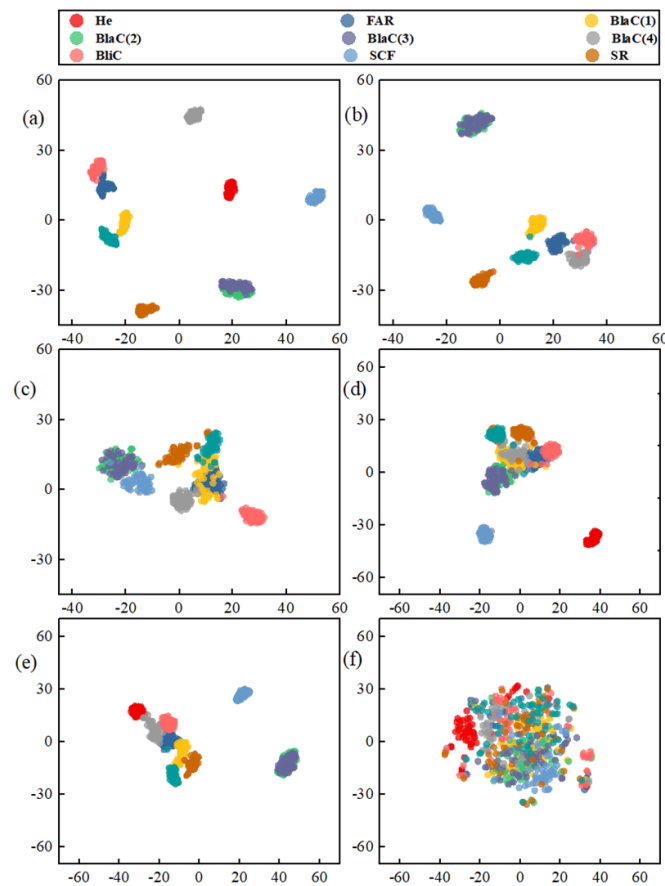 He FAR BlaC(1)
BlaC(2) BlaC(3) BlaC(4)
BliC SCF SR
60 60
(a) (b)
30 30
0 0
-30 -30
-40 -20 0 20 40 60 -40 -20 0 20 40 60
60 60
(c) (d)
30 30
0 0
-30 -30
-60
-40 -20 0 20 40 60 -60 -40 -20 0 20 40 60
60 60
(e) (f)
30 30
0 0
-30 -30
-60 -60
-60 -40 -20 0 20 40 60 -60 -40 -20 0 20 40 60